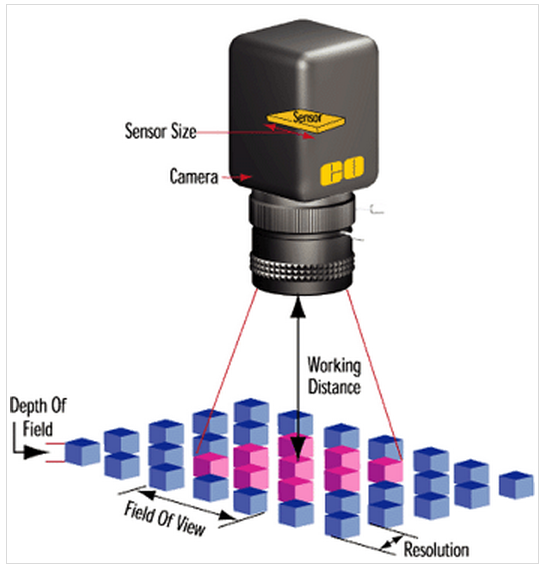 Sensor
Sensor Size
Camera
eo
Working
Distance
Depth Of
Field
Field Of View
Resolution